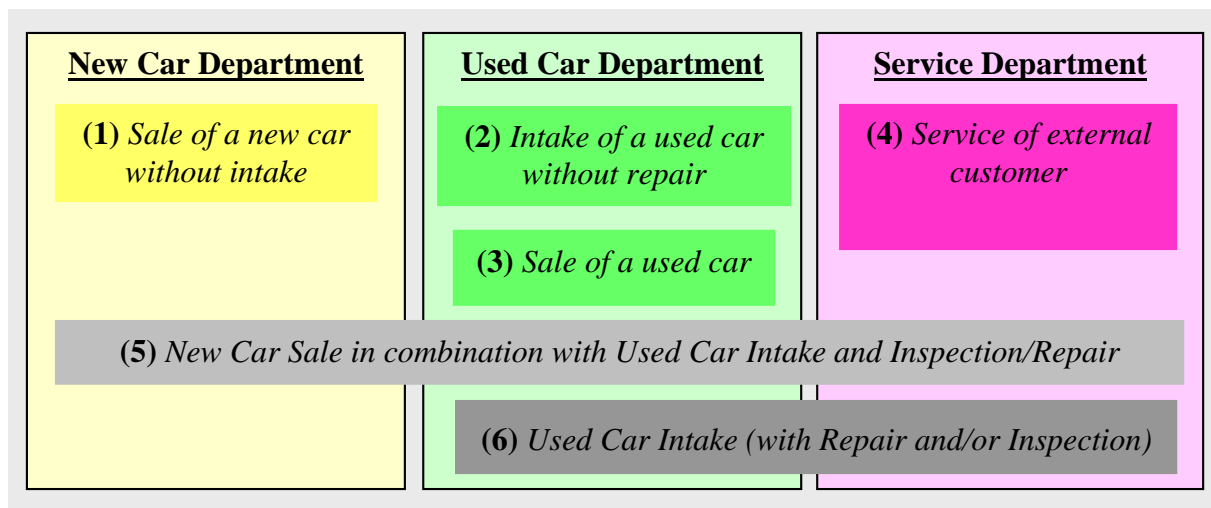 New Car Department
(1) Sale of a new car
without intake
Used Car Department
(2) Intake of a used car
without repair
(3) Sale of a used car
Service Department
(4) Service of external
customer
(5) New Car Sale in combination with Used Car Intake and Inspection/Repair
(6) Used Car Intake (with Repair and/or Inspection)